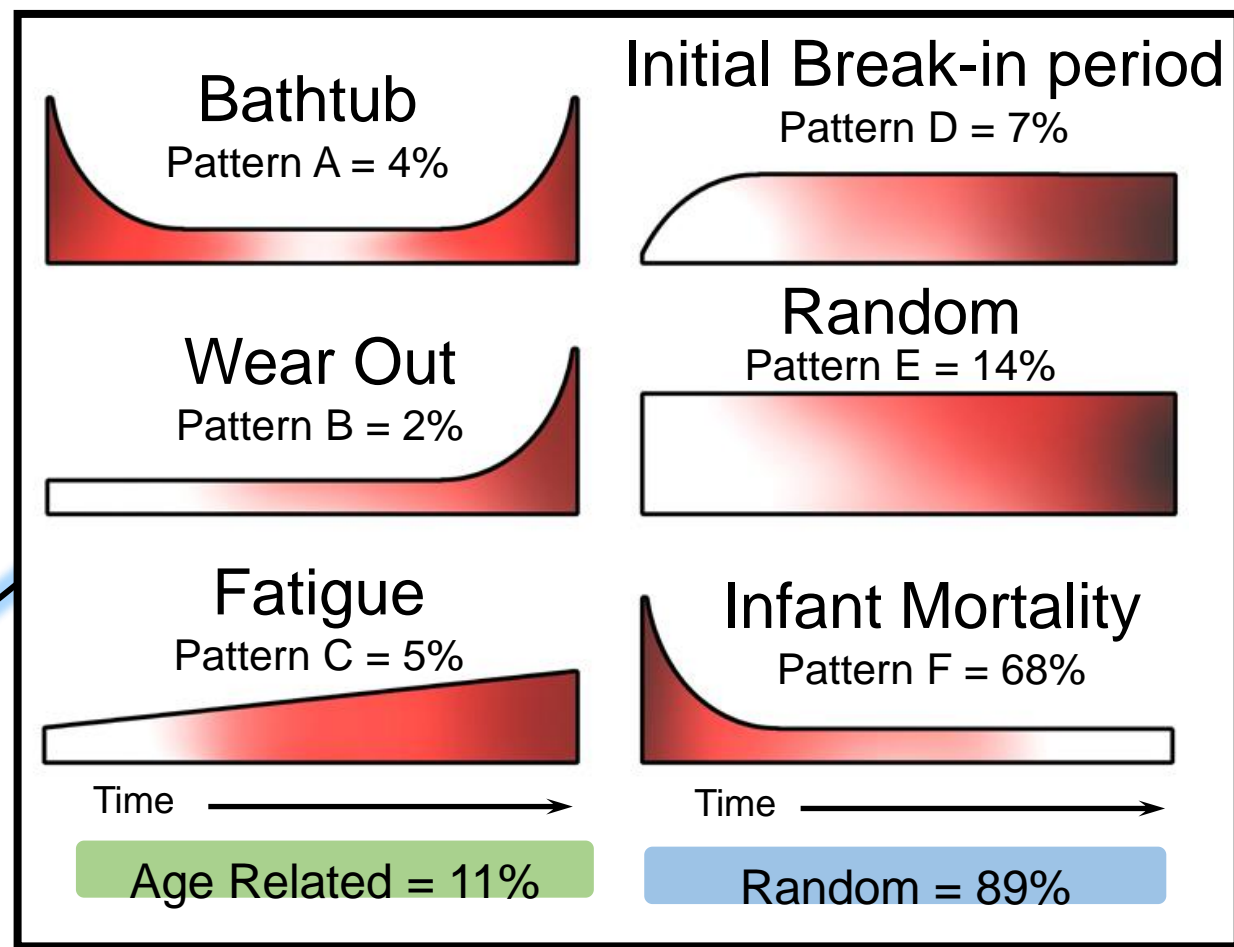 Bathtub
Pattern A = 4%
Wear Out
Pattern B = 2%
Fatigue
Pattern C = 5%
Time
Age Related = 11%
Initial Break-in period
Pattern D = 7%
Random
Pattern E = 14%
Infant Mortality
Pattern F = 68%
Time
Random = 89%